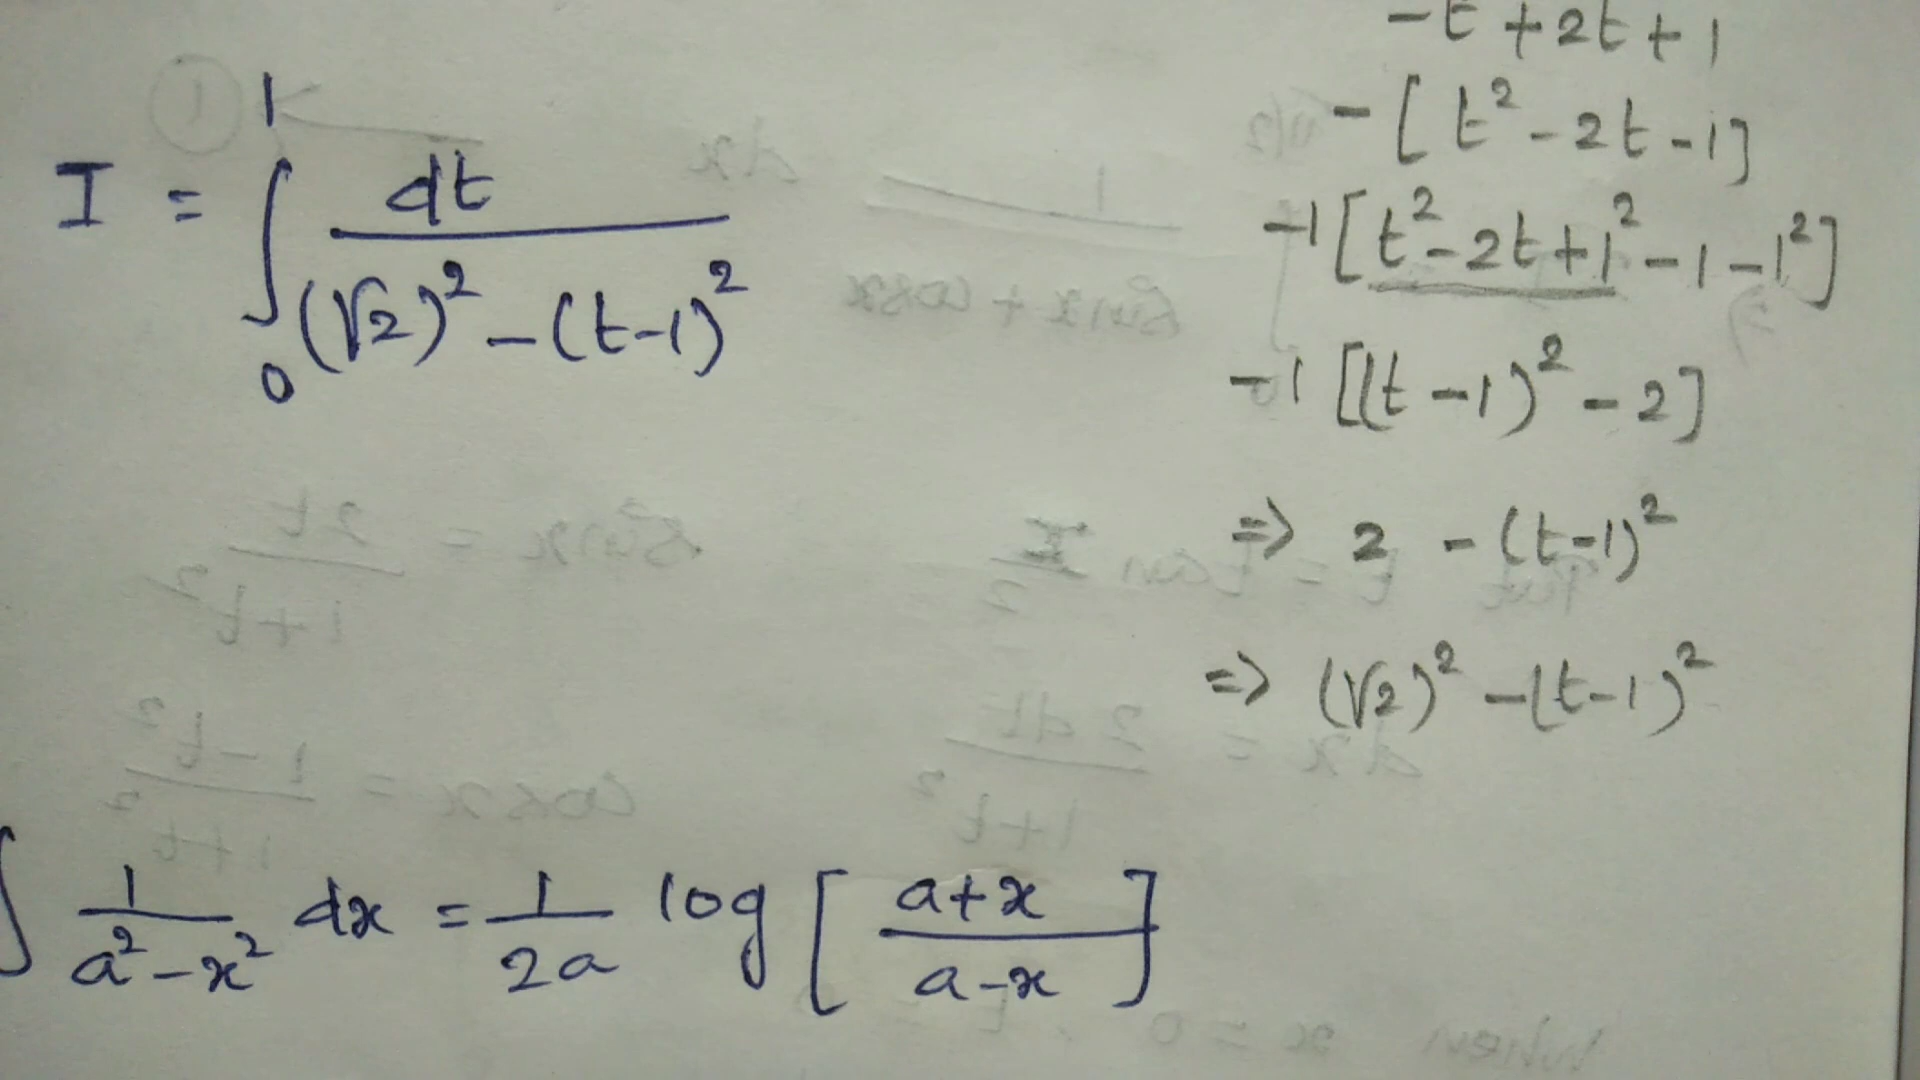 -t + 2t + 1
-[t² - 2t - 1]
-1[t² - 2t + 1² - 1 - 1²]
-1[(t - 1)² - 2]
⇒ 2 - (t-1)²
⇒ (√2)² - (t-1)²
I = ∫₀¹ dt / (√2)² - (t-1)²
∫ 1/a² - x² dx = 1/2a log [a+x / a-x]